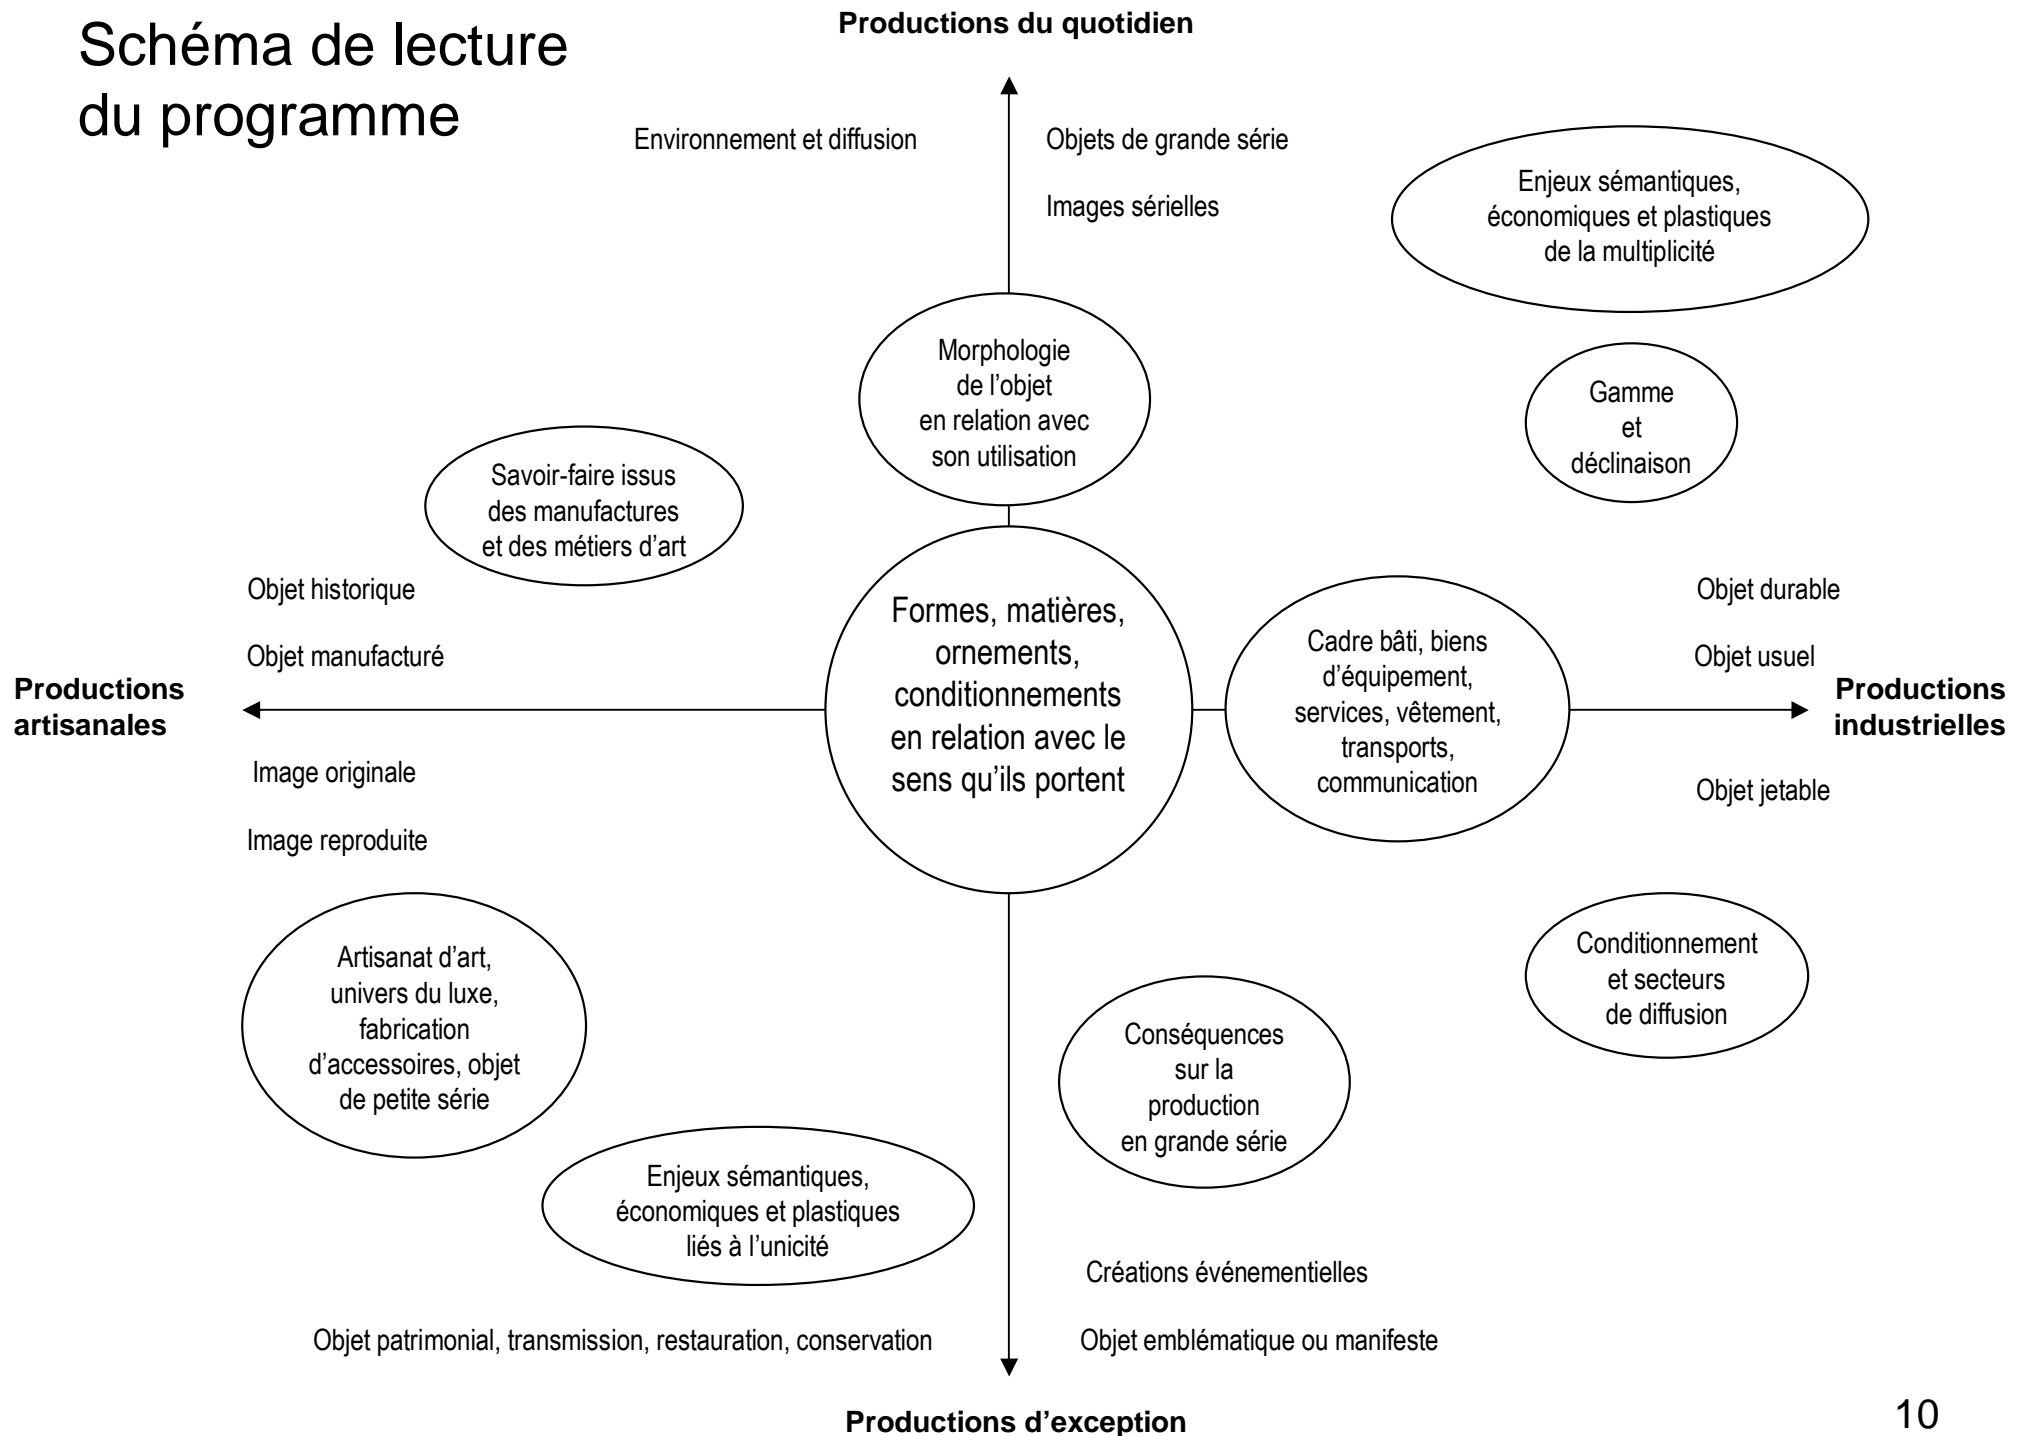 Schéma de lecture
du programme
Productions du quotidien
Environnement et diffusion
Objets de grande série
Images sérielles
Enjeux sémantiques,
économiques et plastiques
de la multiplicité
Morphologie
de l’objet
en relation avec
son utilisation
Gamme
et
déclinaison
Savoir-faire issus
des manufactures
et des métiers d’art
Objet historique
Objet manufacturé
Productions
artisanales
Image originale
Image reproduite
Formes, matières,
ornements,
conditionnements
en relation avec le
sens qu’ils portent
Cadre bâti, biens
d’équipement,
services, vêtement,
transports,
communication
Objet durable
Objet usuel
Productions
industrielles
Objet jetable
Artisanat d’art,
univers du luxe,
fabrication
d’accessoires, objet
de petite série
Conditionnement
et secteurs
de diffusion
Conséquences
sur la
production
en grande série
Enjeux sémantiques,
économiques et plastiques
liés à l’unicité
Créations événementielles
Objet patrimonial, transmission, restauration, conservation
Objet emblématique ou manifeste
Productions d’exception
10